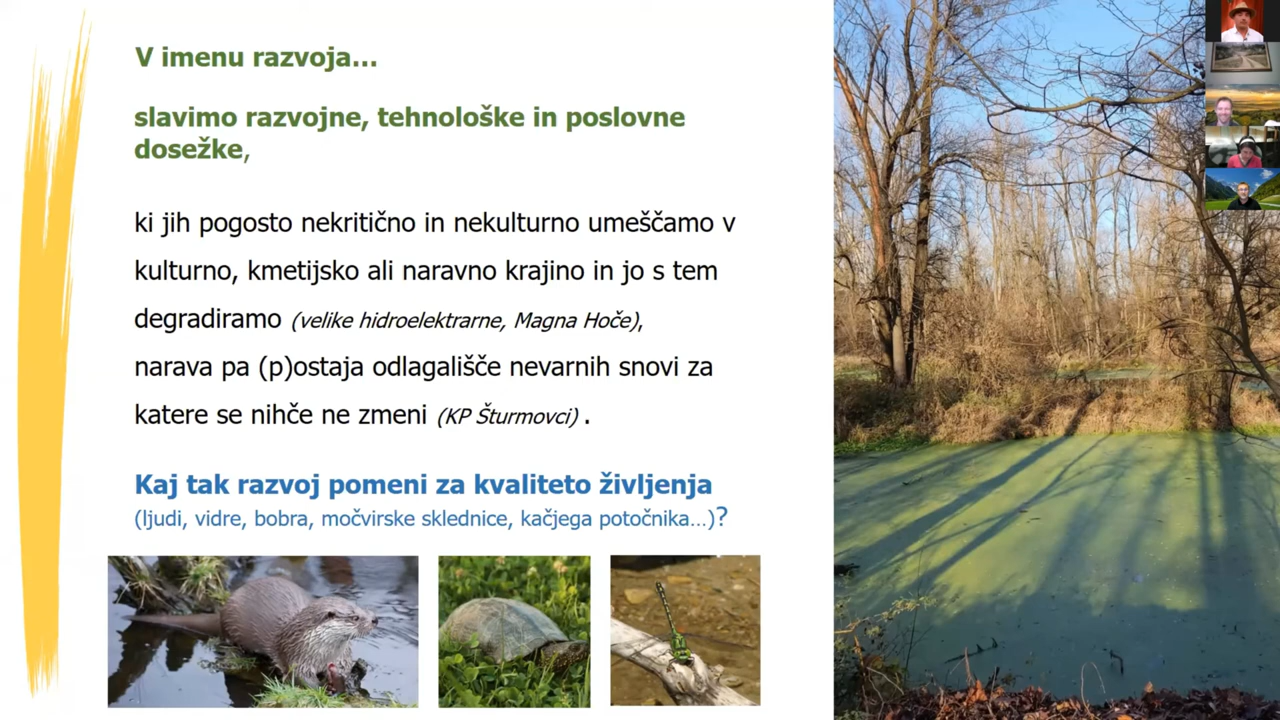 V imenu razvoja...
slavimo razvojne, tehnološke in poslovne
dosežke,
ki jih pogosto nekritično in nekulturno umeščamo v
kulturno, kmetijsko ali naravno krajino in jo s tem
degradiramo (velike hidroelektrarne, Magna Hoče),
narava pa (p)ostaja odlagališče nevarnih snovi za
katere se nihče ne zmeni (KP Šturmovci) .
Kaj tak razvoj pomeni za kvaliteto življenja
(ljudi, vidre, bobra, močvirske sklednice, kačjega potočnika...)?